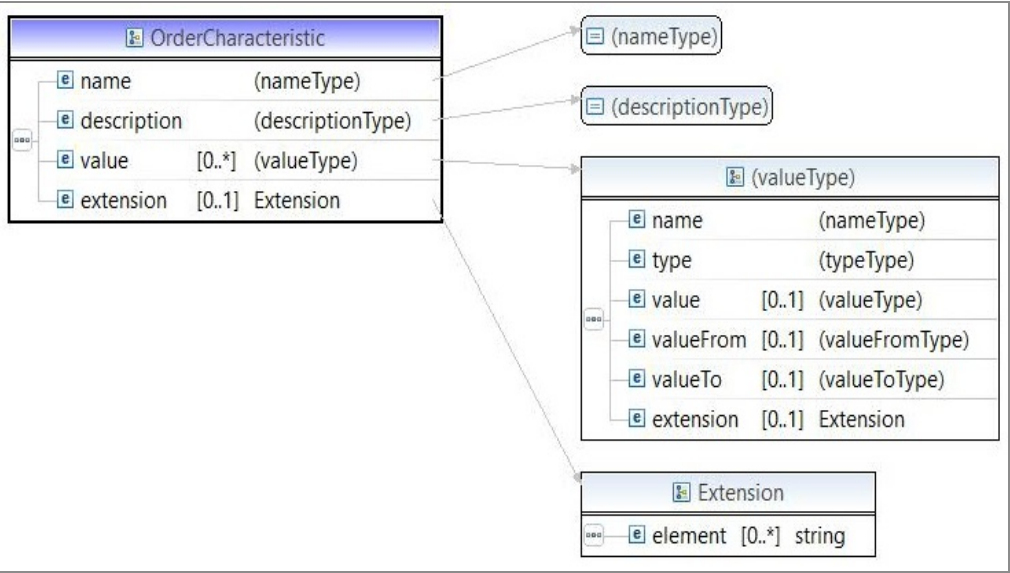 OrderCharacteristic
e name (nameType)
e description (descriptionType)
e value [0..*] (valueType)
e extension [0..1] Extension
(nameType)
(descriptionType)
(valueType)
e name (nameType)
e type (typeType)
e value [0..1] (valueType)
e valueFrom [0..1] (valueFromType)
e valueTo [0..1] (valueToType)
e extension [0..1] Extension
Extension
e element [0..*] string